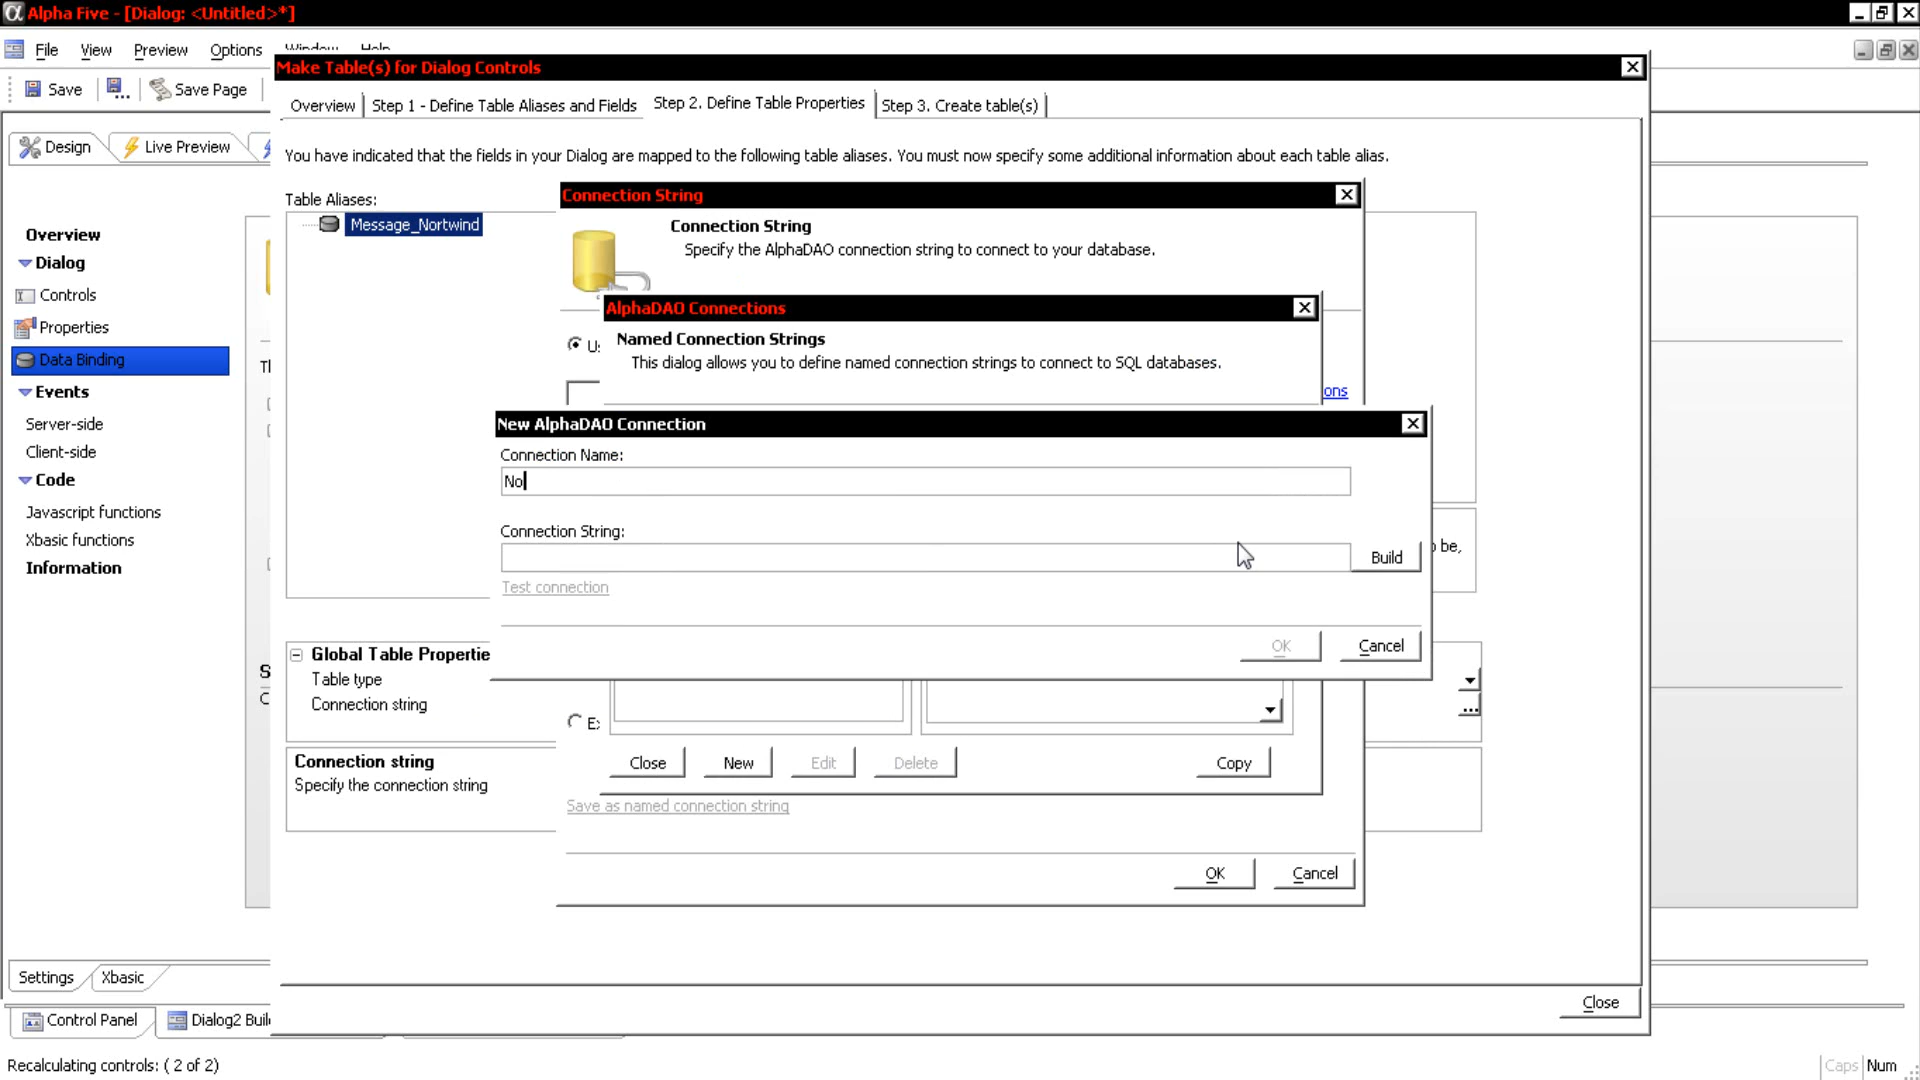 Alpha Five - [Dialog: <Untitled>*]
File View Preview Options Window Help
Save Save Page
Design Live Preview
Overview
Dialog
Controls
Properties
Data Binding
Events
Server-side
Client-side
Code
Javascript functions
Xbasic functions
Information
Make Table(s) for Dialog Controls
Overview Step 1 - Define Table Aliases and Fields Step 2. Define Table Properties Step 3. Create table(s)
You have indicated that the fields in your Dialog are mapped to the following table aliases. You must now specify some additional information about each table alias.
Table Aliases:
Message_Nortwind
Connection String
Connection String
Specify the AlphaDAO connection string to connect to your database.
AlphaDAO Connections
Named Connection Strings
This dialog allows you to define named connection strings to connect to SQL databases.
ons
New AlphaDAO Connection
Connection Name:
No
Connection String:
Build
be,
Test connection
OK Cancel
Global Table Propertie
Table type
Connection string
Connection string
Specify the connection string
Close New Edit Delete Copy
Save as named connection string
OK Cancel
Close
Settings Xbasic
Control Panel Dialog2 Buil
Recalculating controls: ( 2 of 2)
Caps Num